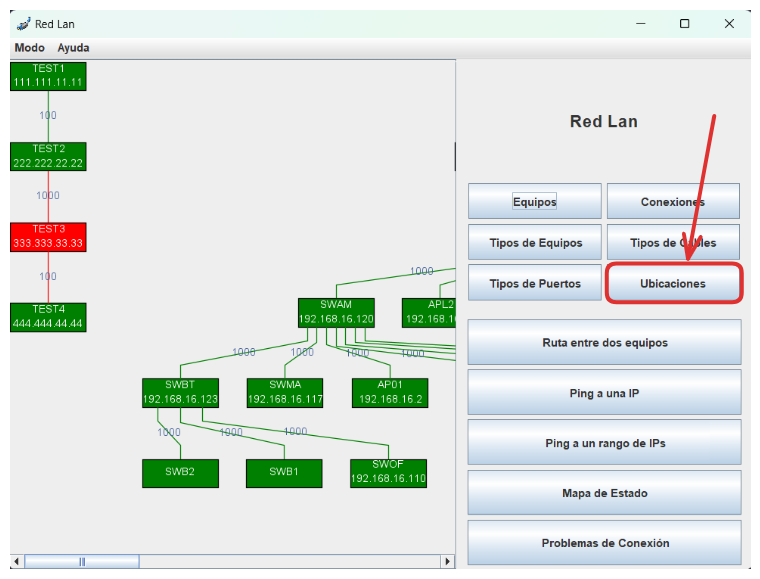 Red Lan
Modo Ayuda
TEST1
111.111.11.11
100
TEST2
222.222.22.22
1000
TEST3
333.333.33.33
100
TEST4
444.444.44.44
1000
SWAM
192.168.16.120
APL2
1000 1000 1000 1000
SWBT
192.168.16.123
SWMA
192.168.16.117
AP01
192.168.16.2
1000 1000 1000
SWB2
SWB1
SWOF
192.168.16.110
Red Lan
Equipos
Conexiones
Tipos de Equipos
Tipos de Cables
Tipos de Puertos
Ubicaciones
Ruta entre dos equipos
Ping a una IP
Ping a un rango de IPs
Mapa de Estado
Problemas de Conexión